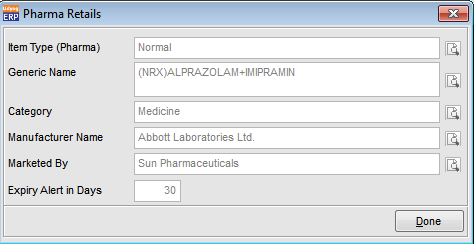 Udyog ERP Pharma Retails
Item Type (Pharma) Normal
Generic Name (NRX)ALPRAZOLAM+IMIPRAMIN
Category Medicine
Manufacturer Name Abbott Laboratories Ltd.
Marketed By Sun Pharmaceuticals
Expiry Alert in Days 30
Done